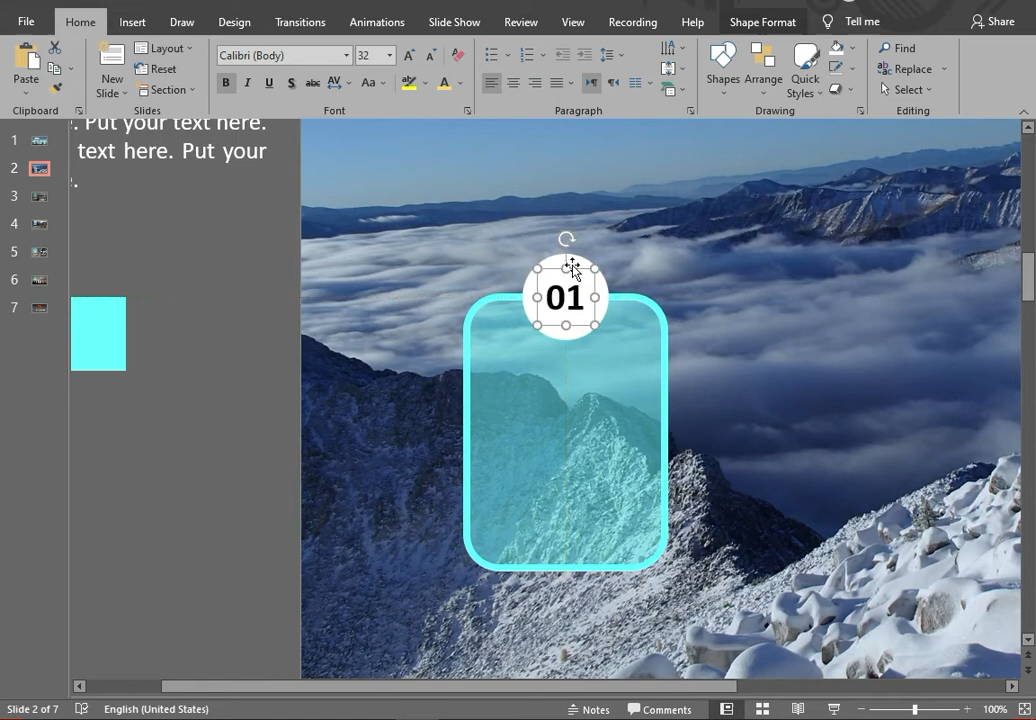 File Home Insert Draw Design Transitions Animations Slide Show Review View Recording Help Shape Format Tell me Share
Paste
New Slide
Layout
Reset
Section
Calibri (Body) 32
B I U S abc AV Aa A
Shapes Arrange Quick Styles
Find
Replace
Select
Clipboard Slides Font Paragraph Drawing Editing
. Put your text here.
text here. Put your
.
1
2
3
4
5
6
7
01
Slide 2 of 7 English (United States) Notes Comments 100%